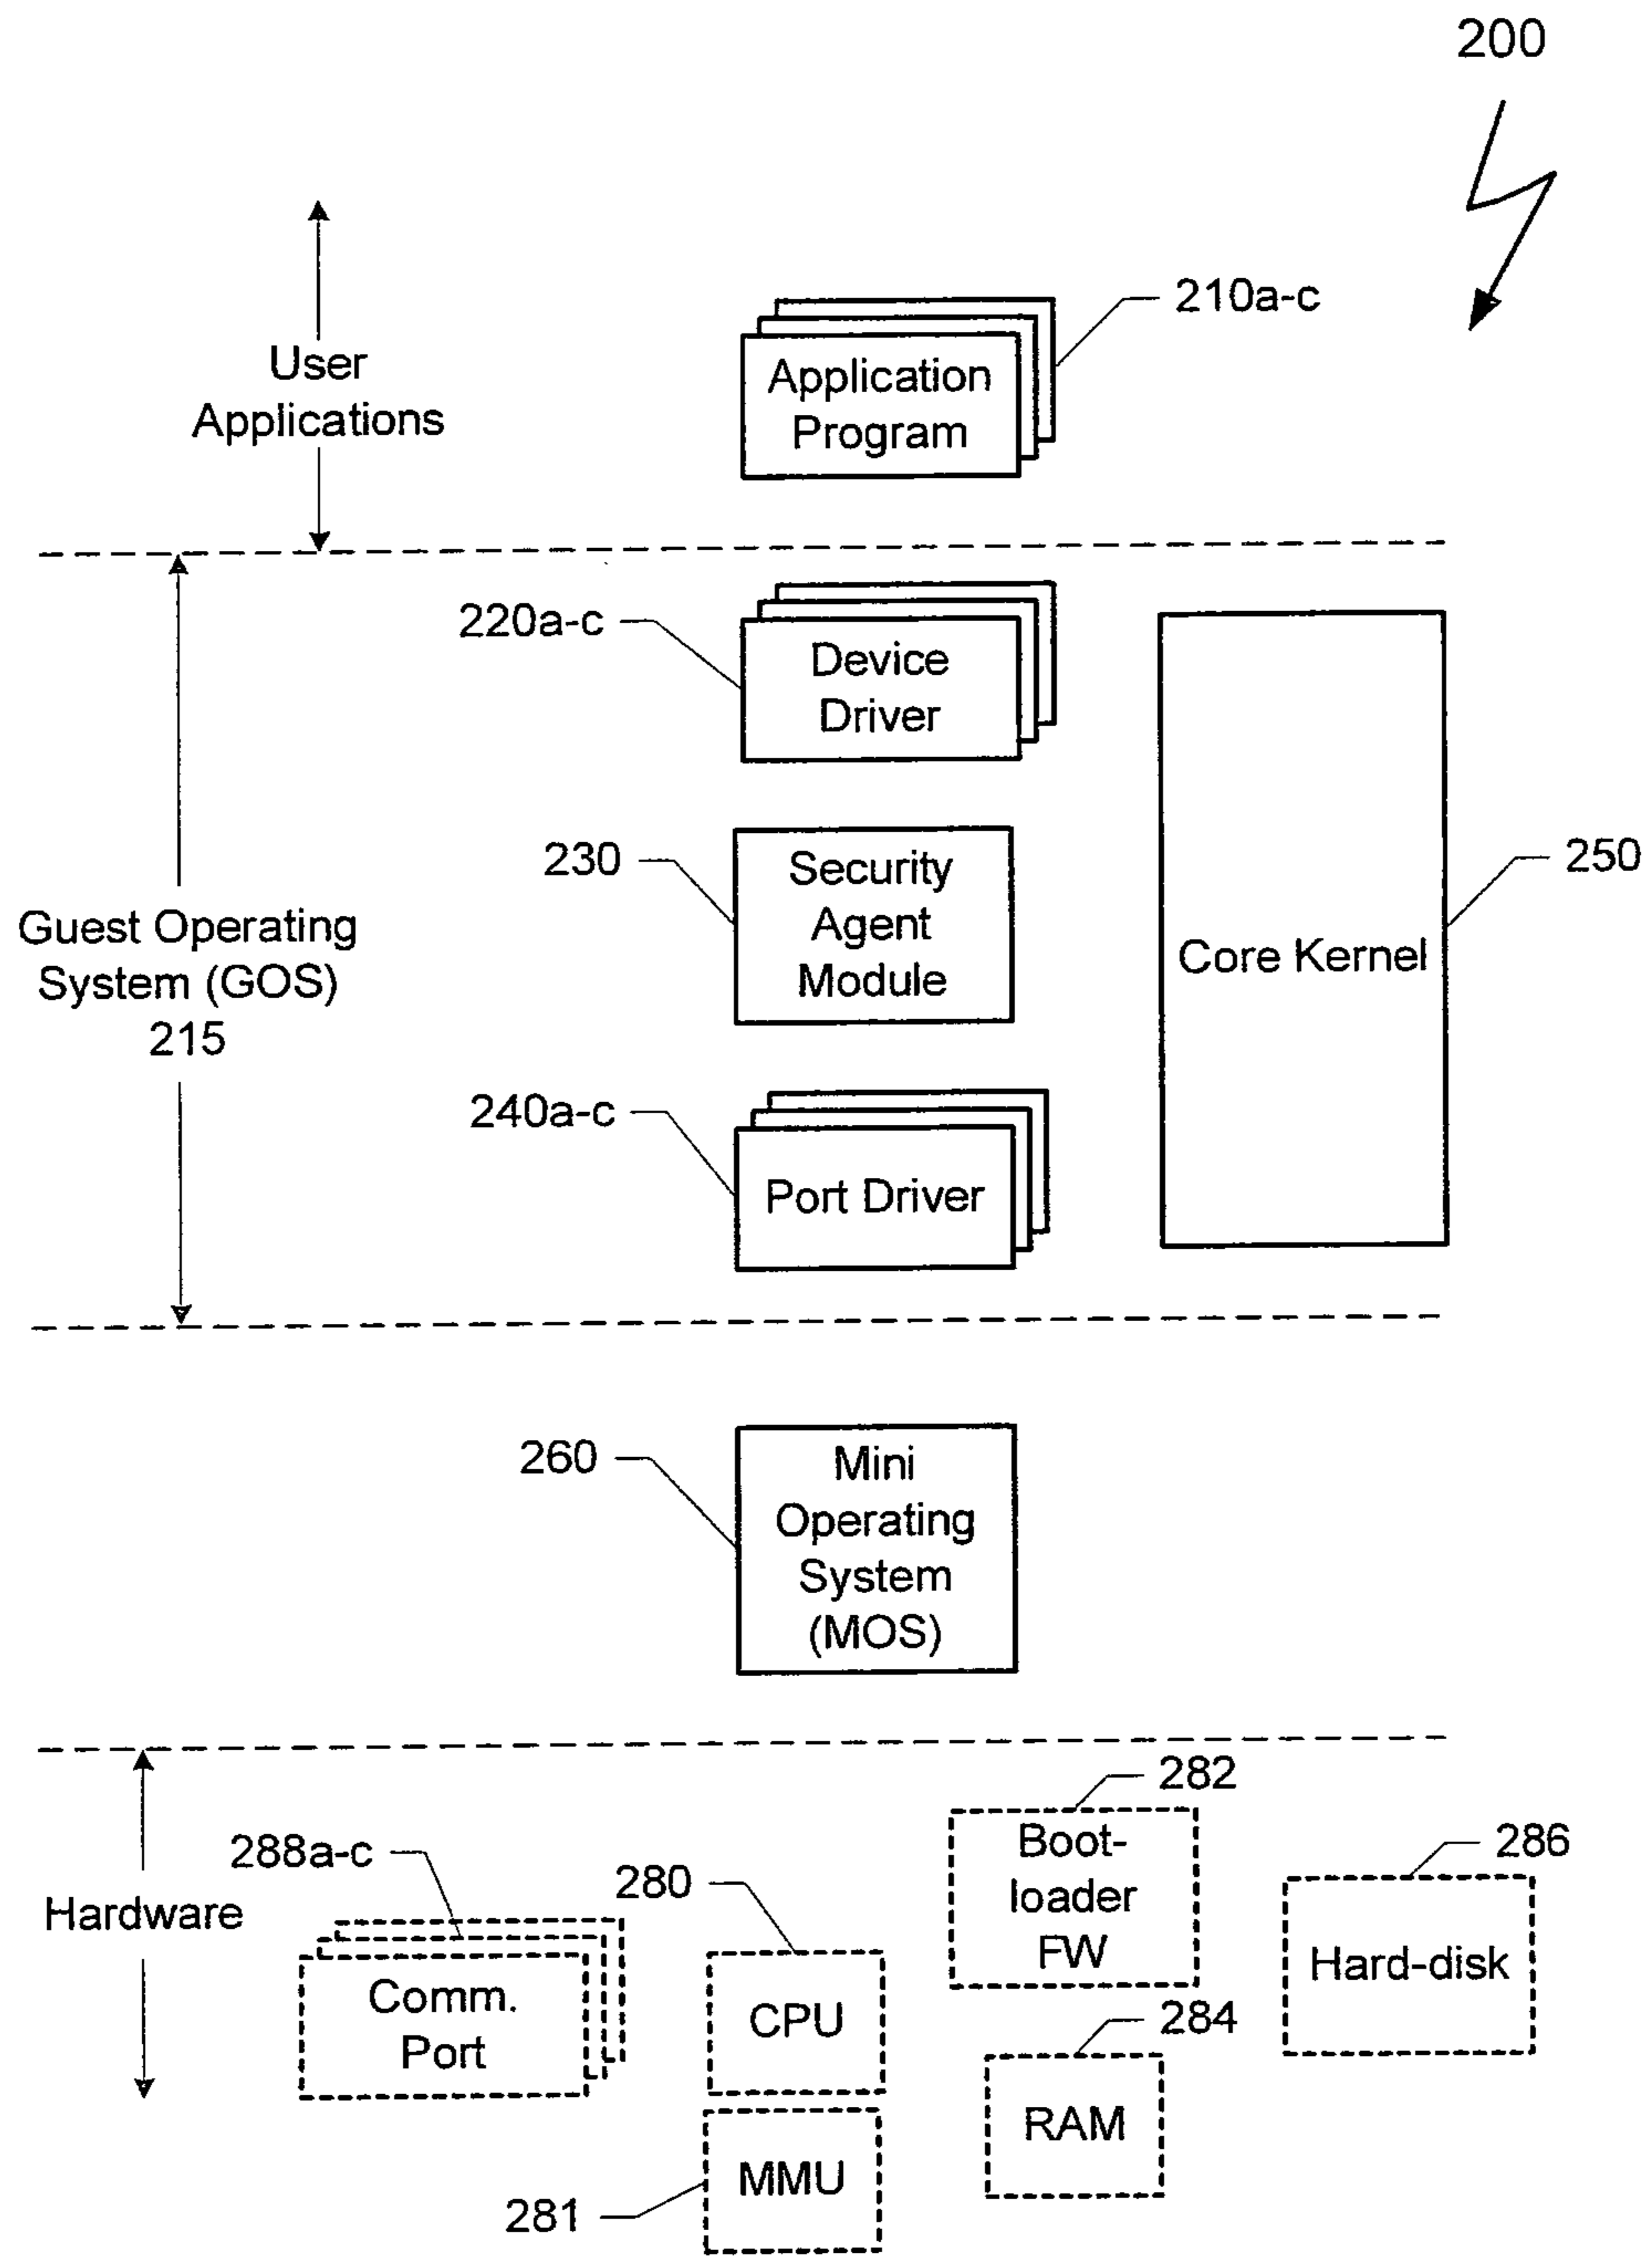 200
210a-c
User
Applications
Application
Program
220a-c
Device
Driver
230
Security
Agent
Module
250
Core Kernel
Guest Operating
System (GOS)
215
240a-c
Port Driver
260
Mini
Operating
System
(MOS)
282
Boot-
loader
FW
288a-c
280
286
Hardware
Comm.
Port
CPU
Hard-disk
284
RAM
MMU
281